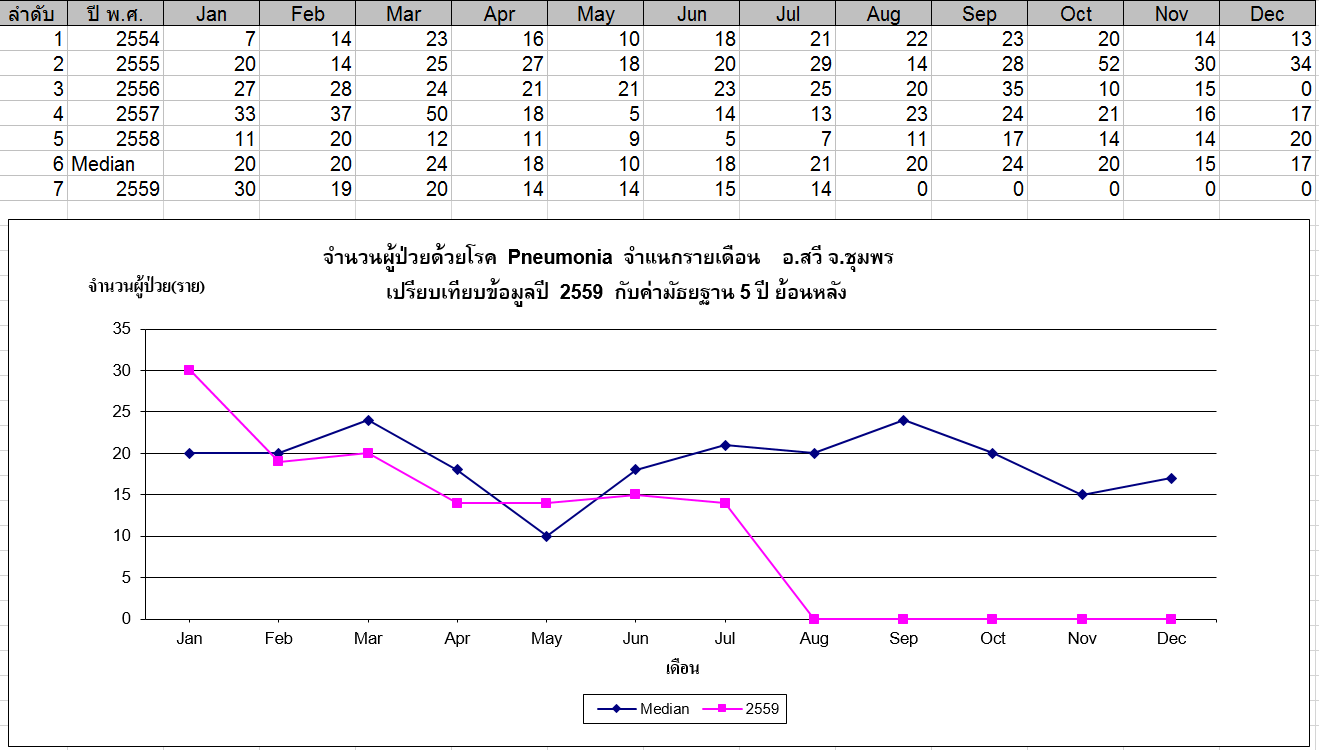 ลำดับ ปี พ.ศ. Jan Feb Mar Apr May Jun Jul Aug Sep Oct Nov Dec
1 2554 7 14 23 16 10 18 21 22 23 20 14 13
2 2555 20 14 25 27 18 20 29 14 28 52 30 34
3 2556 27 28 24 21 21 23 25 20 35 10 15 0
4 2557 33 37 50 18 5 14 13 23 24 21 16 17
5 2558 11 20 12 11 9 5 7 11 17 14 14 20
6 Median 20 20 24 18 10 18 21 20 24 20 15 17
7 2559 30 19 20 14 14 15 14 0 0 0 0 0
จำนวนผู้ป่วยด้วยโรค Pneumonia จำแนกรายเดือน อ.สวี จ.ชุมพร
เปรียบเทียบข้อมูลปี 2559 กับค่ามัธยฐาน 5 ปี ย้อนหลัง
จำนวนผู้ป่วย(ราย)
35
30
25
20
15
10
5
0
Jan Feb Mar Apr May Jun Jul Aug Sep Oct Nov Dec
เดือน
Median 2559